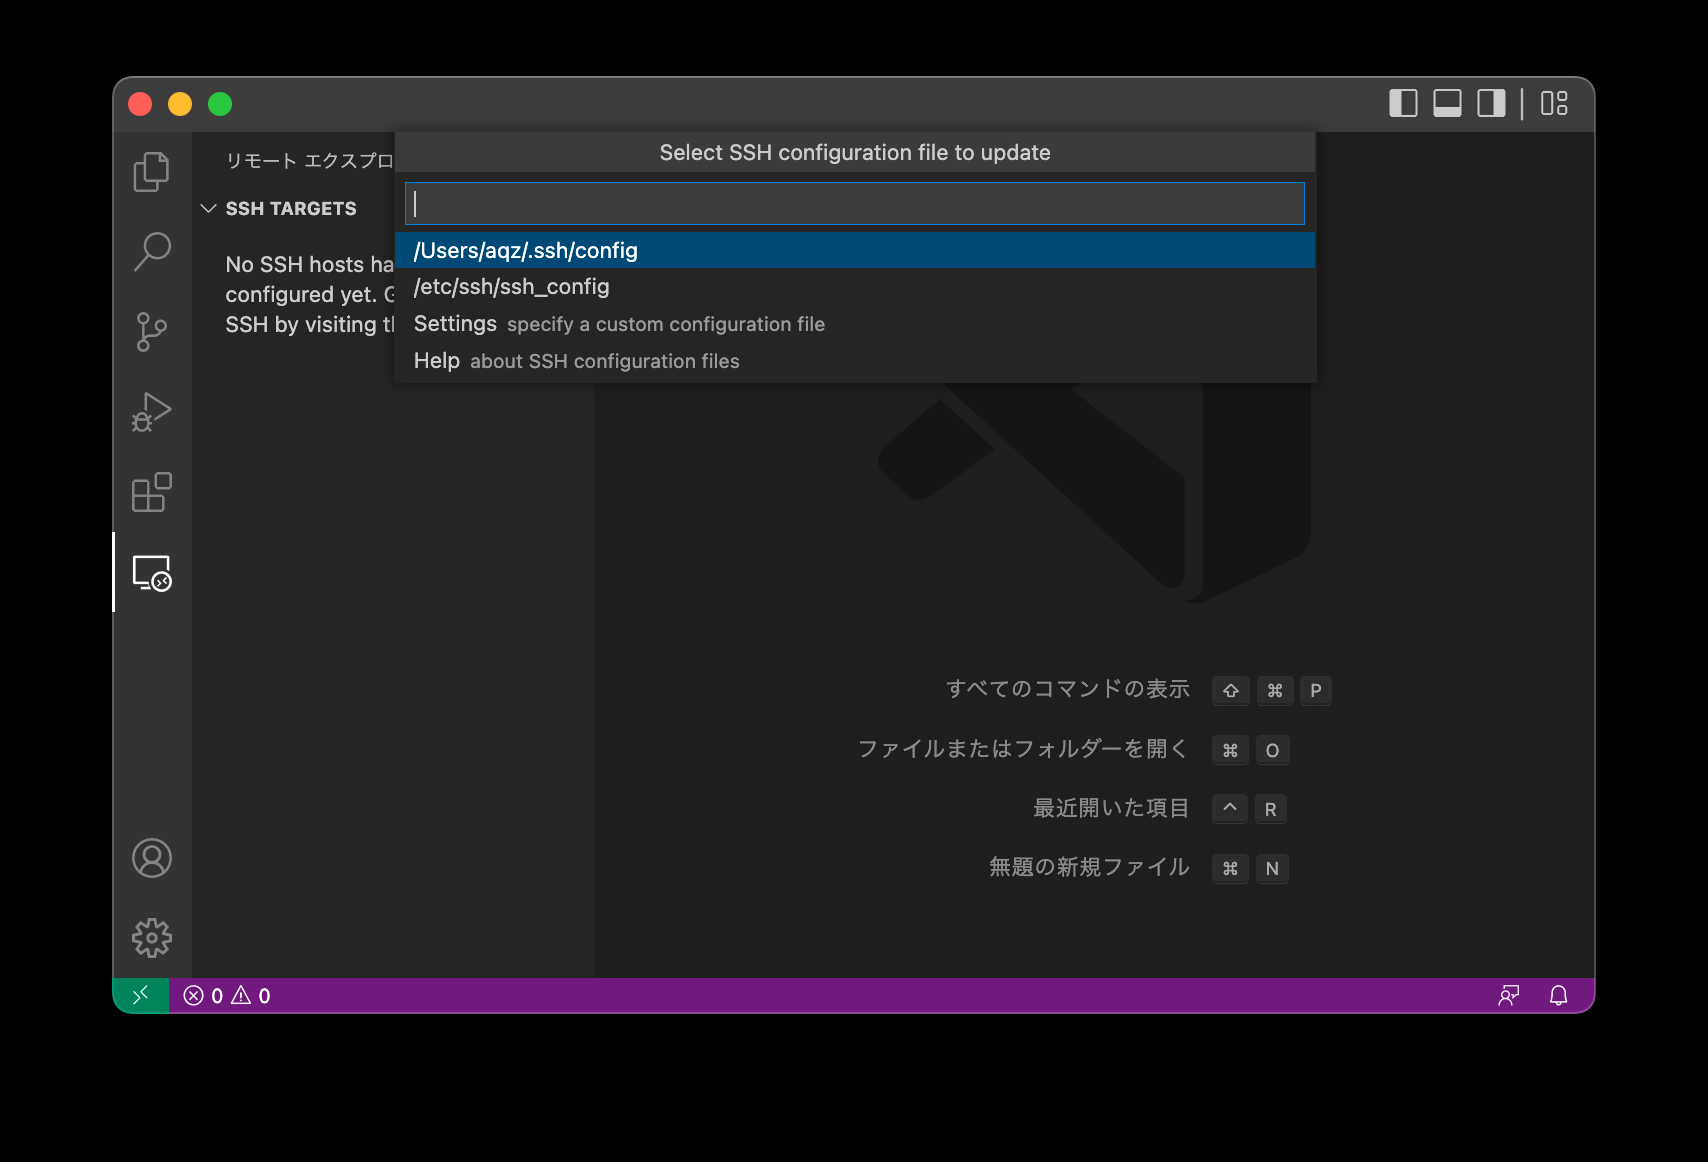 Select SSH configuration file to update
リモート エクスプロ
SSH TARGETS
/Users/aqz/.ssh/config
No SSH hosts ha
/etc/ssh/ssh_config
configured yet. G
Settings specify a custom configuration file
SSH by visiting th
Help about SSH configuration files
すべてのコマンドの表示 ⇧ ⌘ P
ファイルまたはフォルダーを開く ⌘ O
最近開いた項目 ^ R
無題の新規ファイル ⌘ N
0 0